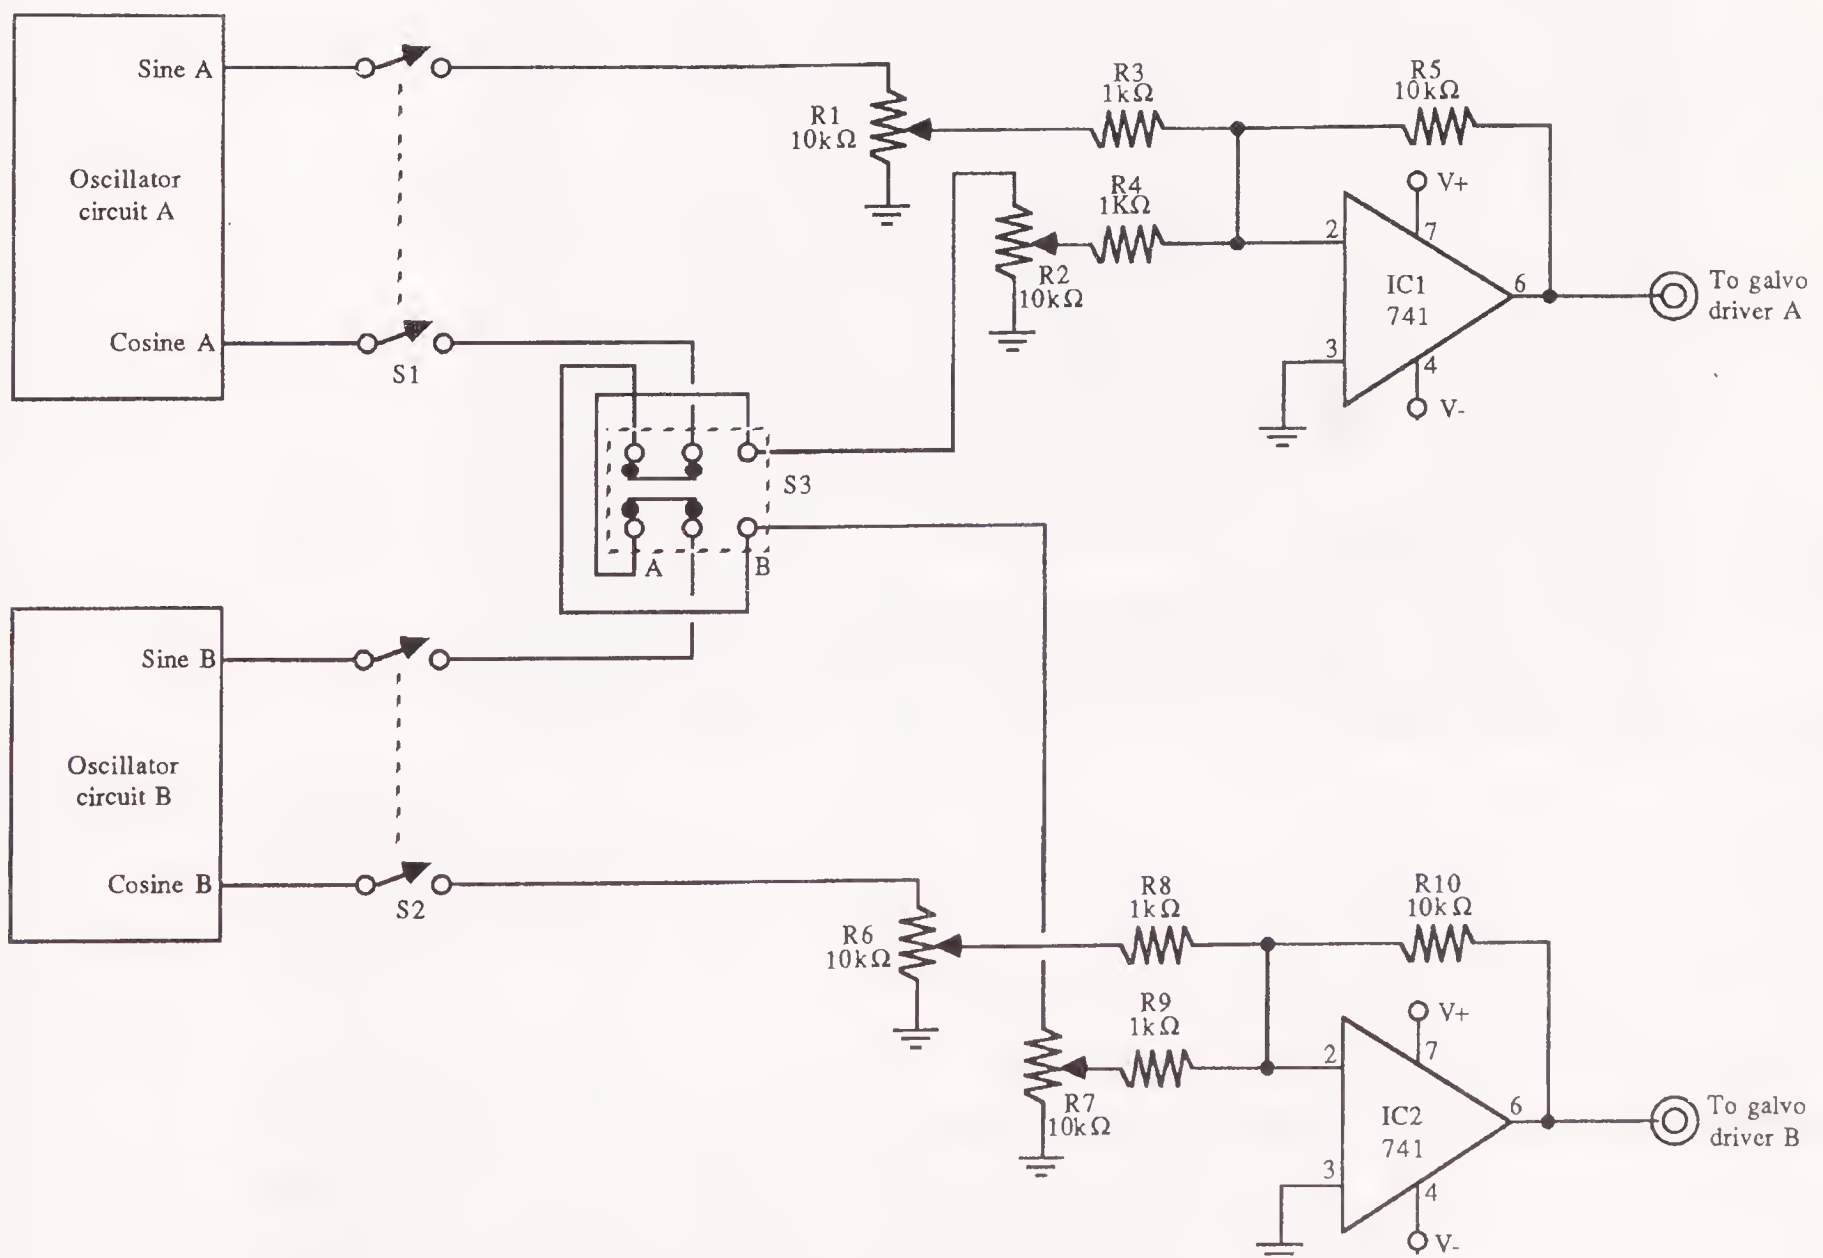 Sine A
Oscillator
circuit A
Cosine A
S1
R1
10kΩ
R3
1kΩ
R5
10kΩ
R4
1KΩ
R2
10kΩ
V+
7
2
IC1
741
6
3
4
V-
To galvo
driver A
S3
A
B
Sine B
Oscillator
circuit B
Cosine B
S2
R6
10kΩ
R8
1kΩ
R10
10kΩ
R9
1kΩ
R7
10kΩ
V+
7
2
IC2
741
6
3
4
V-
To galvo
driver B